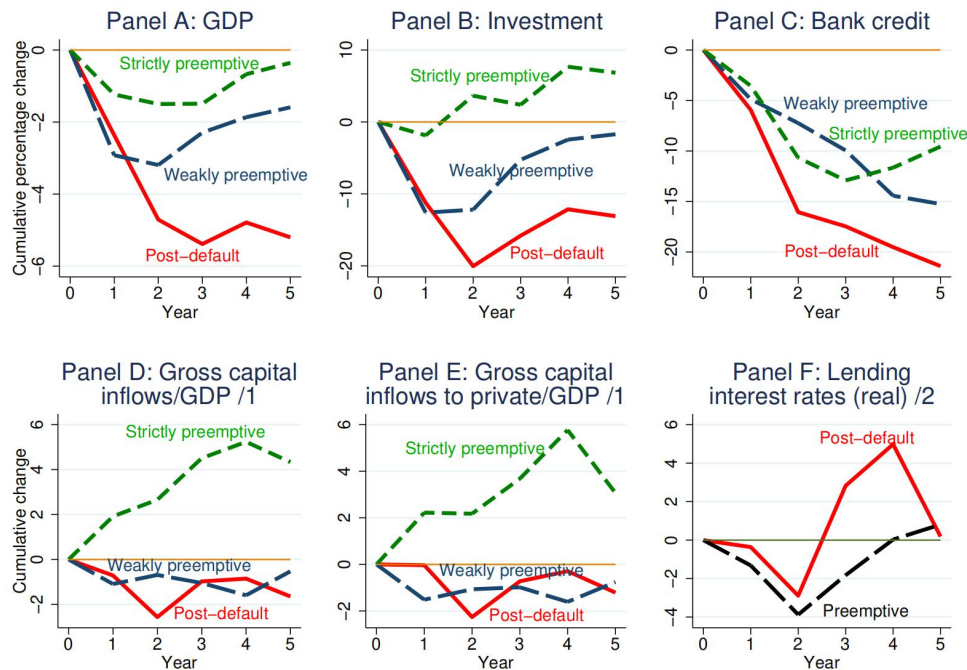 Panel A: GDP
Cumulative percentage change
0
−2
−4
−6
Strictly preemptive
Weakly preemptive
Post−default
0 1 2 3 4 5
Year
Panel B: Investment
10
0
−10
−20
Strictly preemptive
Weakly preemptive
Post−default
0 1 2 3 4 5
Year
Panel C: Bank credit
0
−5
−10
−15
−20
Weakly preemptive
Strictly preemptive
Post−default
0 1 2 3 4 5
Year
Panel D: Gross capital
inflows/GDP /1
Cumulative change
6
4
2
0
−2
Strictly preemptive
Weakly preemptive
Post−default
0 1 2 3 4 5
Year
Panel E: Gross capital
inflows to private/GDP /1
6
4
2
0
−2
Strictly preemptive
Weakly preemptive
Post−default
0 1 2 3 4 5
Year
Panel F: Lending
interest rates (real) /2
6
4
2
0
−2
−4
Post−default
Preemptive
0 1 2 3 4 5
Year